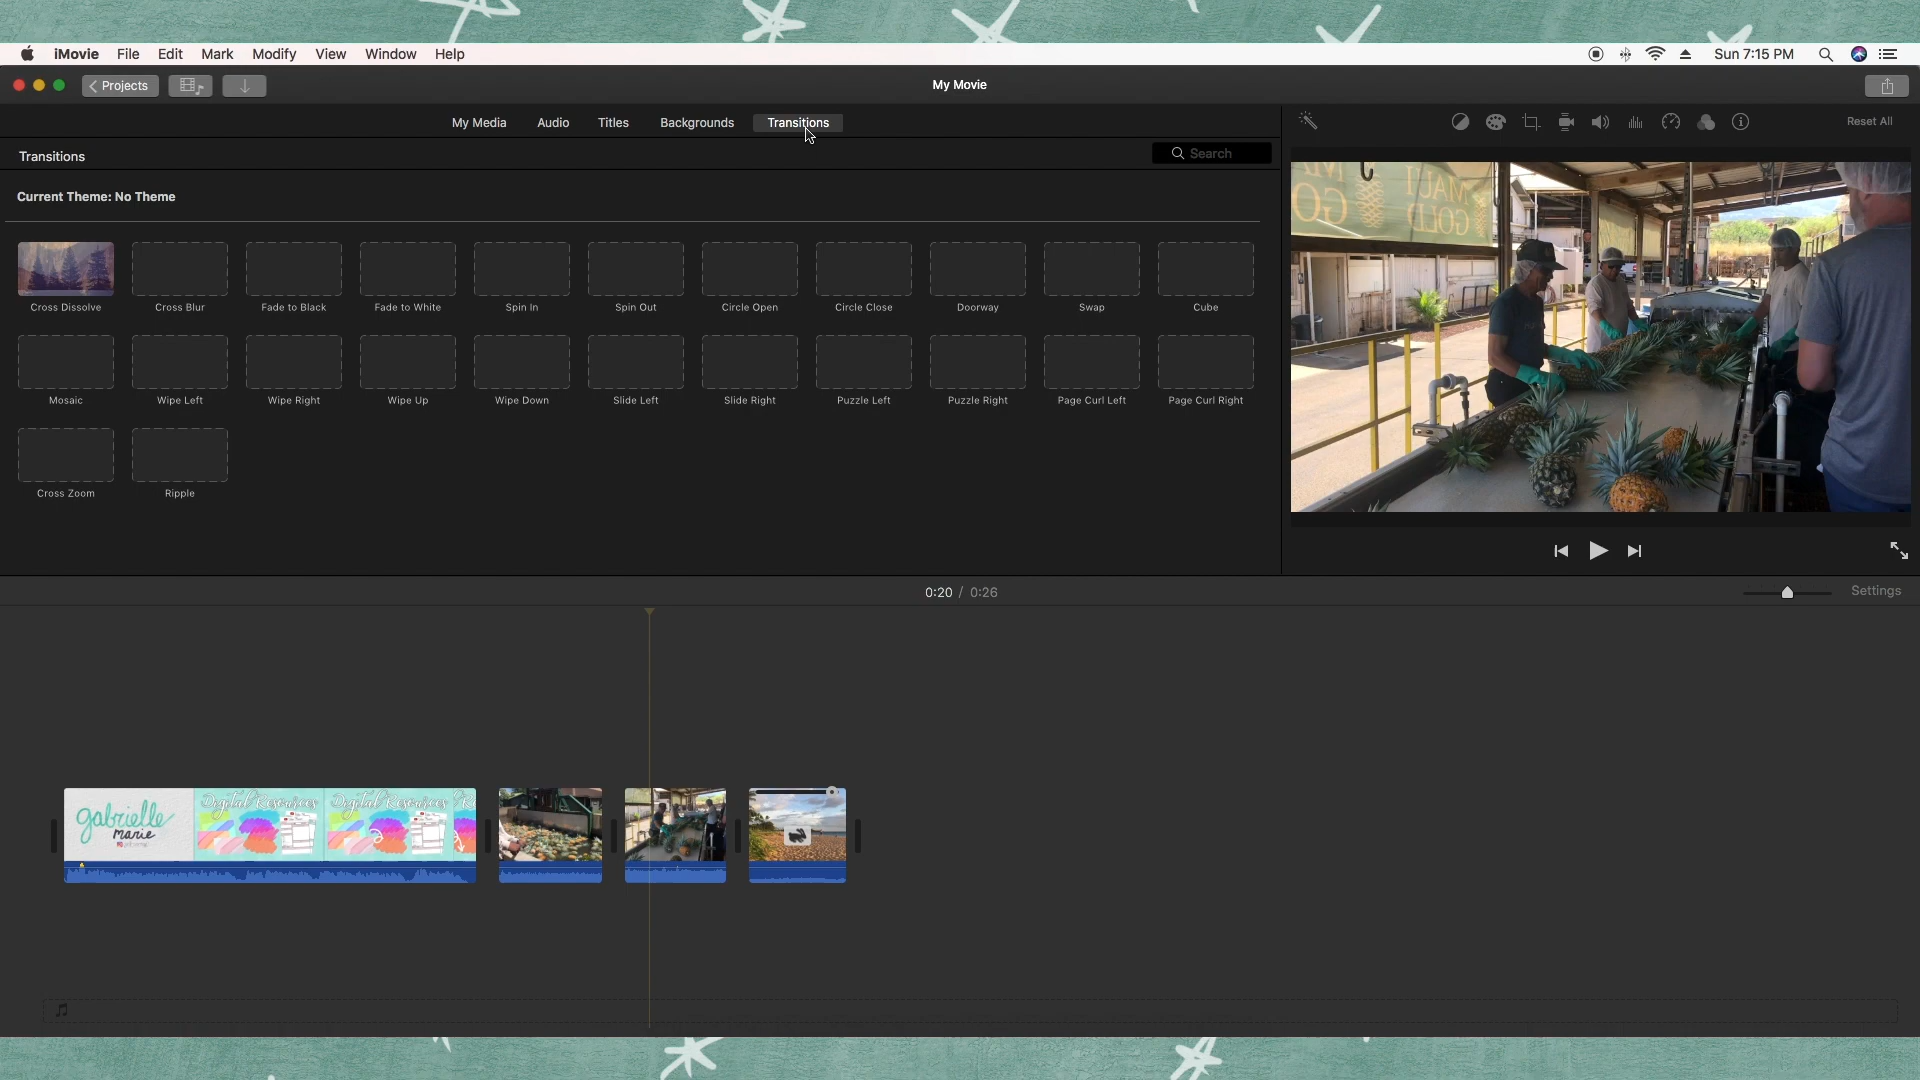 iMovie File Edit Mark Modify View Window Help Sun 7:15 PM
Projects My Movie
My Media Audio Titles Backgrounds Transitions Reset All
Transitions Search
Current Theme: No Theme
Cross Dissolve Cross Blur Fade to Black Fade to White Spin In Spin Out Circle Open Circle Close Doorway Swap Cube
Mosaic Wipe Left Wipe Right Wipe Up Wipe Down Slide Left Slide Right Puzzle Left Puzzle Right Page Curl Left Page Curl Right
Cross Zoom Ripple
MAUI
GOLD
GO
0:20 / 0:26 Settings
gabrielle
marie
Digital Resources Digital Resources